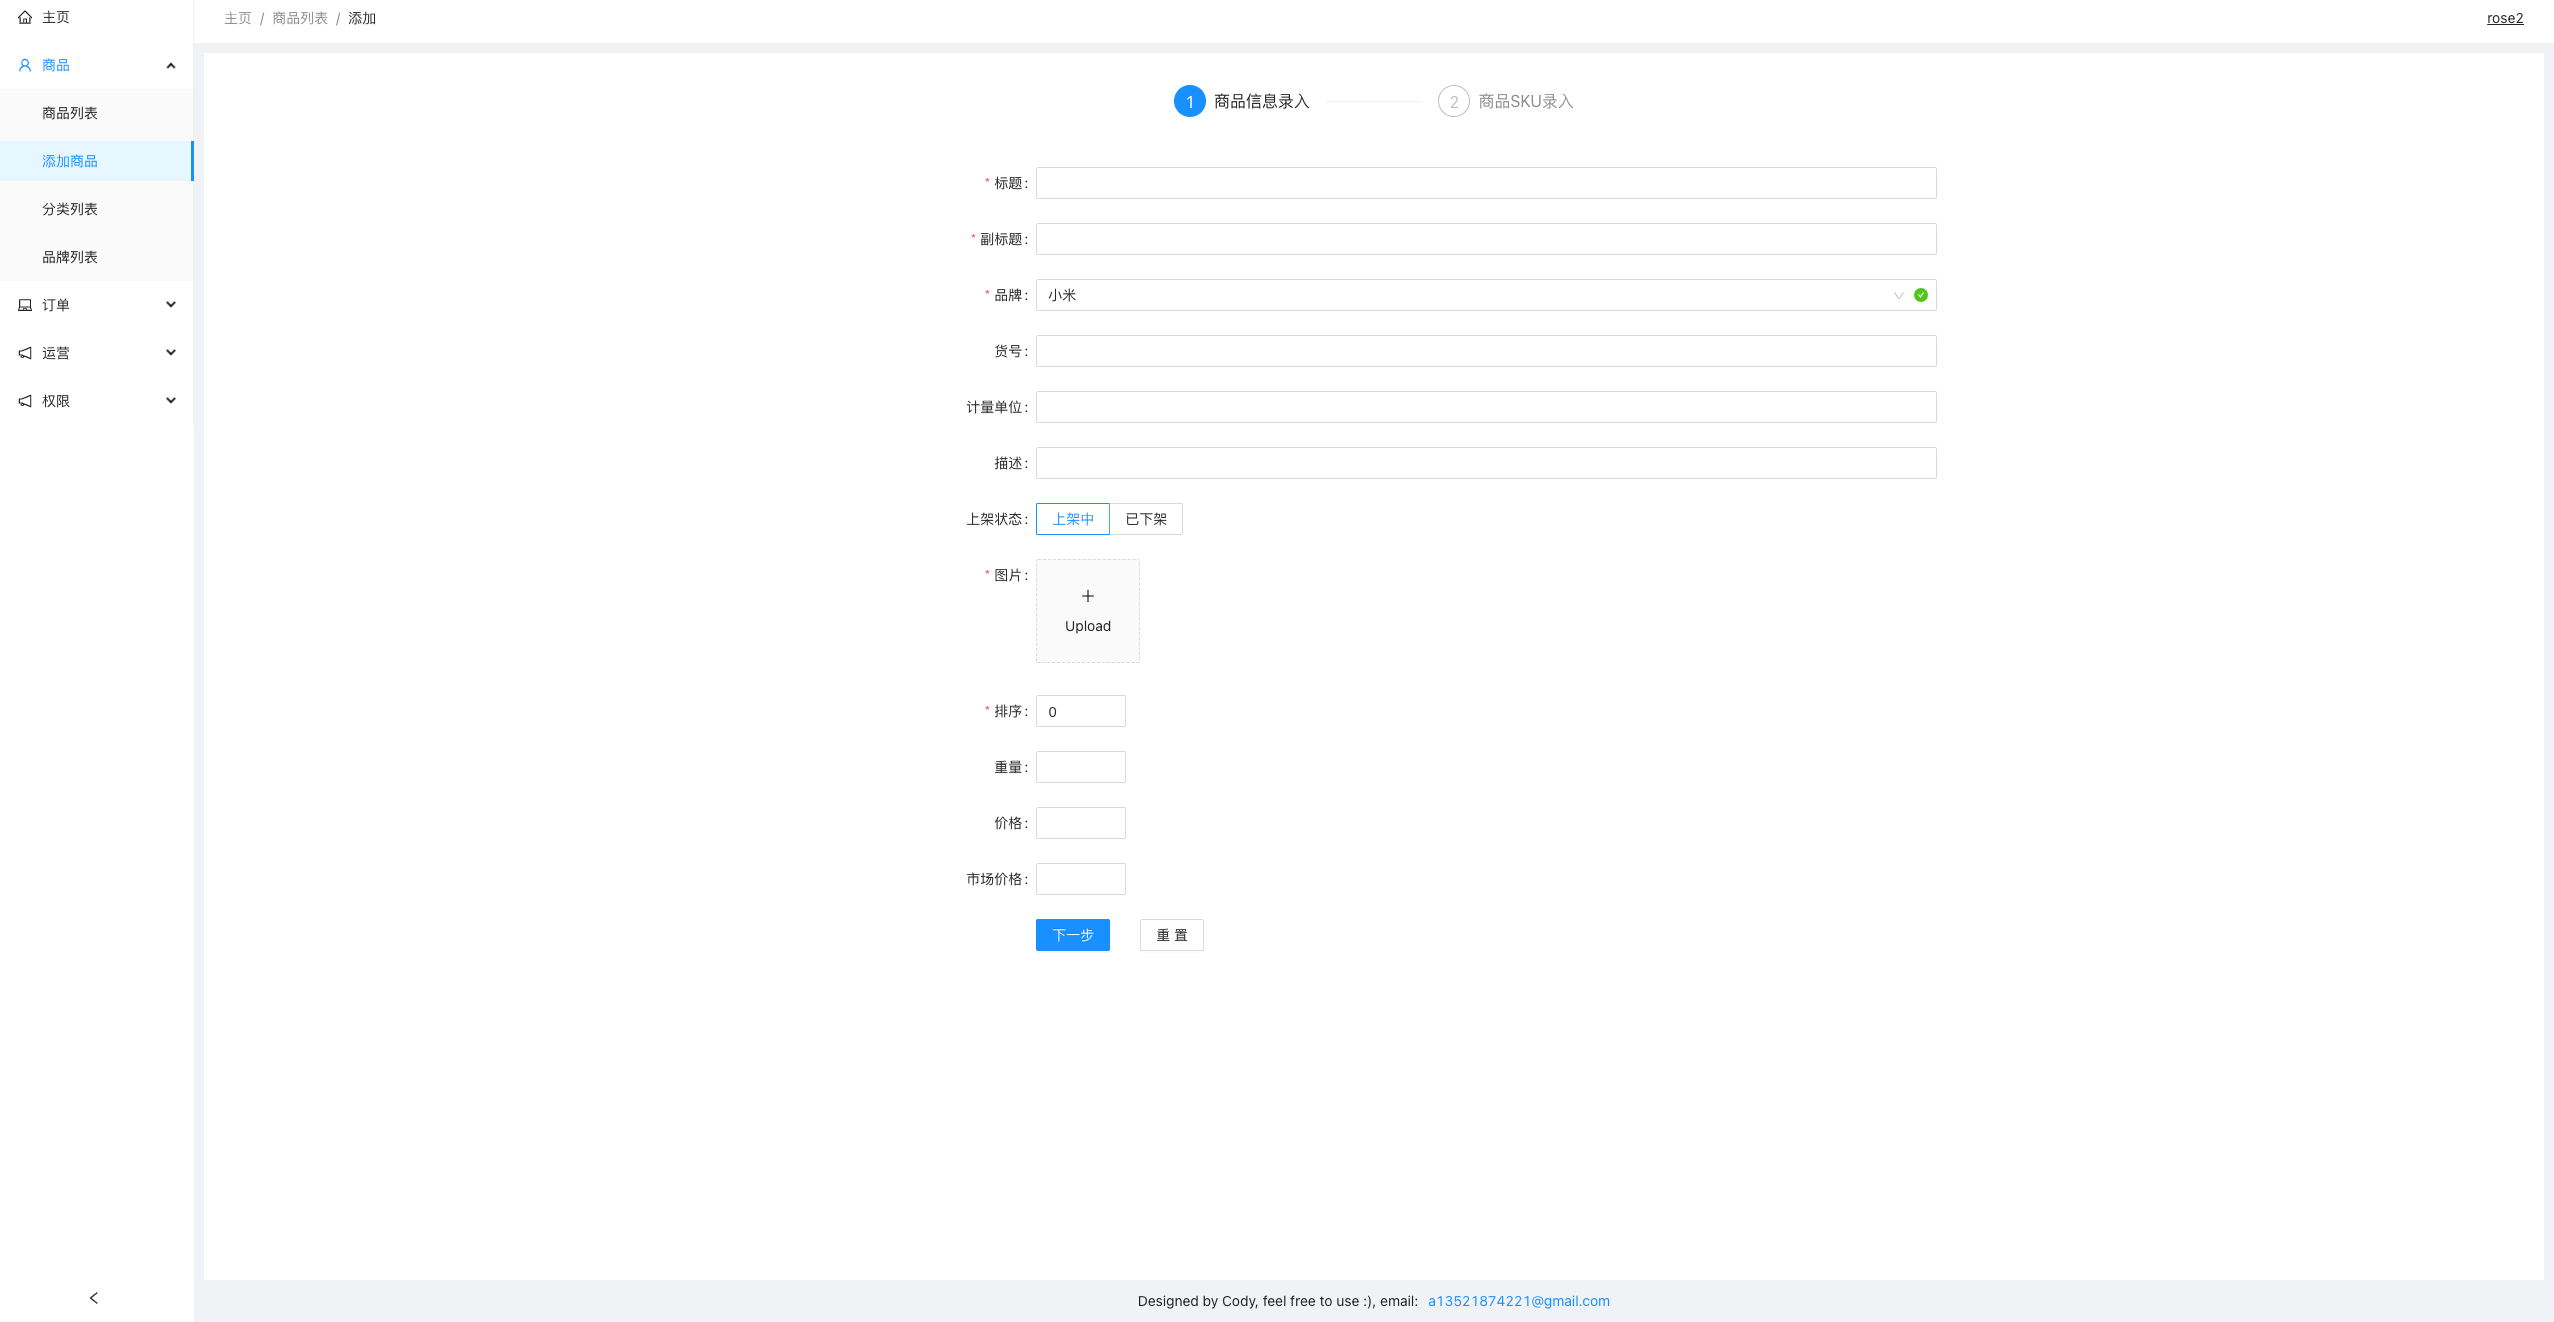 主页
商品
商品列表
添加商品
分类列表
品牌列表
订单
运营
权限
主页 / 商品列表 / 添加
rose2
1 商品信息录入
2 商品SKU录入
* 标题:
* 副标题:
* 品牌: 小米
货号:
计量单位:
描述:
上架状态: 上架中 已下架
* 图片:
Upload
* 排序: 0
重量:
价格:
市场价格:
下一步 重 置
Designed by Cody, feel free to use :), email: a13521874221@gmail.com